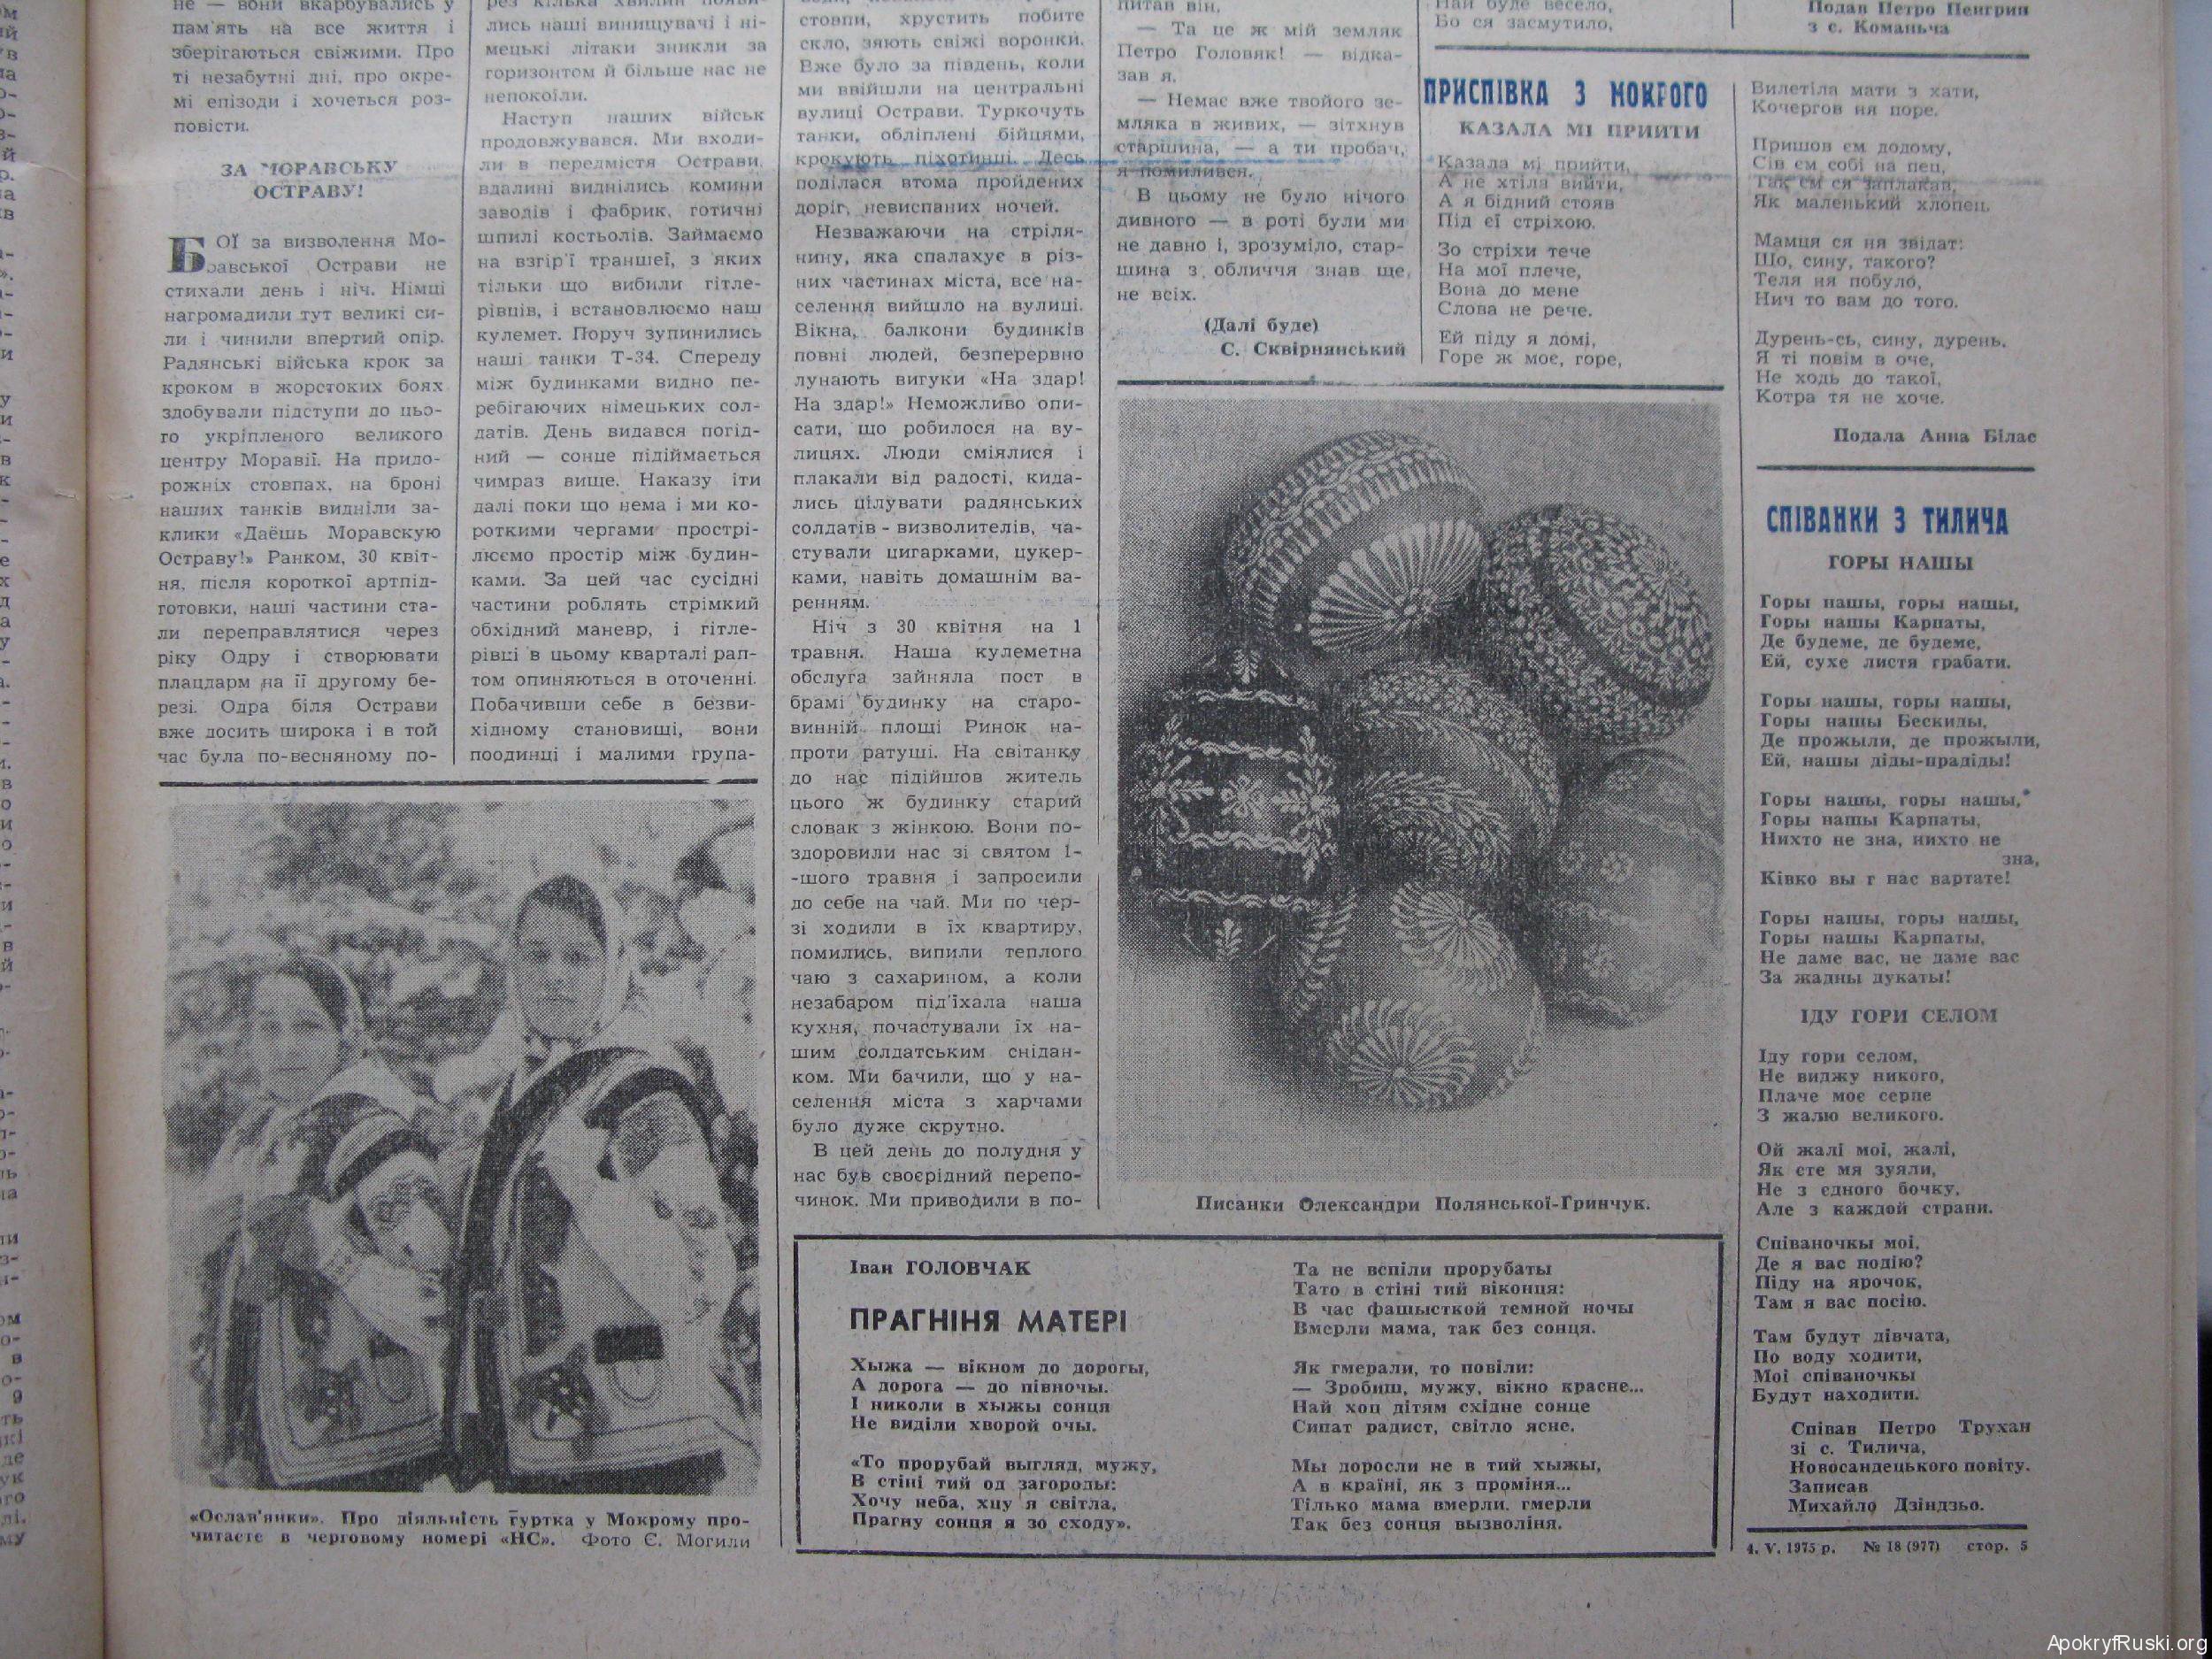 не — вони вкарбувались у
пам'ять на все життя і
зберігаються свіжими. Про
ті незабутні дні, про окре-
мі епізоди і хочеться роз-
повісти.
ЗА МОРАВСЬКУ
ОСТРАВУ!
БОЇ за визволення Мо-
равської Острави не
стихали день і ніч. Німці
нагромадили тут великі си-
ли і чинили впертий опір.
Радянські війська крок за
кроком в жорстоких боях
здобували підступи до цьо-
го укріпленого великого
центру Моравії. На придо-
рожніх стовпах, на броні
наших танків видніли за-
клики «Даёшь Моравскую
Остраву!» Ранком, 30 квіт-
ня, після короткої артпід-
готовки, наші частини ста-
ли переправлятися через
ріку Одру і створювати
плацдарм на її другому бе-
резі. Одра біля Острави
вже досить широка і в той
час була по-весняному по-
лись наші винищувачі і ні-
мецькі літаки зникли за
горизонтом й більше нас не
непокоїли.
Наступ наших військ
продовжувався. Ми входи-
ли в передмістя Острави,
вдалині виднілись комини
заводів і фабрик, готичні
шпилі костьолів. Займаємо
на взгір'ї траншеї, з яких
тільки що вибили гітле-
рівців, і встановлюємо наш
кулемет. Поруч зупинились
наші танки Т-34. Спереду
між будинками видно пе-
ребігаючих німецьких сол-
датів. День видався погід-
ний — сонце підіймається
чимраз вище. Наказу іти
далі поки що нема і ми ко-
роткими чергами простріо-
люємо простір між будин-
ками. За цей час сусідні
частини роблять стрімкий
обхідний маневр, і гітле-
рівці в цьому кварталі рап-
том опиняються в оточенні.
Побачивши себе в безви-
хідному становищі, вони
поодинці і малими група-
стовпи, хрустить побите
скло, зяють свіжі воронки.
Вже було за південь, коли
ми ввійшли на центральні
вулиці Острави. Туркочуть
танки, обліплені бійцями,
крокують піхотинці. Десь
поділася втома пройдених
доріг, невиспаних ночей.
Незважаючи на стріля-
нину, яка спалахує в різ-
них частинах міста, все на-
селення вийшло на вулиці.
Вікна, балкони будинків
повні людей, безперервно
лунають вигуки «На здар!
На здар!» Неможливо опи-
сати, що робилося на ву-
лицях. Люди сміялися і
плакали від радості, кида-
лись цілувати радянських
солдатів-визволителів, ча-
стували цигарками, цукер-
ками, навіть домашнім ва-
ренням.
Ніч з 30 квітня на 1
травня. Наша кулеметна
обслуга зайняла пост в
брамі будинку на старо-
винній площі Ринок на-
проти ратуші. На світанку
до нас підійшов житель
цього ж будинку старий
словак з жінкою. Вони по-
здоровили нас зі святом 1-
-шого травня і запросили
до себе на чай. Ми по чер-
зі ходили в їх квартиру,
помились, випили теплого
чаю з сахарином, а коли
незабаром під'їхала наша
кухня, почастували їх на-
шим солдатським сніда-
нком. Ми бачили, що у на-
селення міста з харчами
було дуже скрутно.
В цей день до полудня у
нас був своєрідний перепо-
чинок. Ми приводили в по-
питав він.
— Та це ж мій земляк
Петро Головяк! — відка-
зав я.
— Немає вже твойого зе-
мляка в живих, — зітхнув
старшина, — а ти пробач,
я помилився.
В цьому не було нічого
дивного — в роті були ми
не давно і, зрозуміло, стар-
шина з обличчя знав ще
не всіх.
(Далі буде)
С. Сквірнянський
Най буде весело,
Бо ся засмутило,
Подав Петро Пенгрин
з с. Команьча
ПРИСПІВКА З МОКРОГО
КАЗАЛА МІ ПРИЙТИ
Казала мі прийти,
А не хтіла вийти,
А я бідний стояв
Під єї стріхою.
Зо стріхи тече
На мої плече,
Вона до мене
Слова не рече.
Ей піду я домі,
Горе ж моє, горе,
Вилетіла мати з хати,
Кочергов ня поре.
Пришов єм додому,
Сів єм собі на пец,
Так єм ся заплакав,
Як маленький хлопец.
Мамця ся ня звідат:
Шо, сину, такого?
Теля ня побуло,
Нич то вам до того.
Дурень-сь, сину, дурень.
Я ті повім в оче,
Не ходь до такої,
Котра тя не хоче.
Подала Анна Білас
СПІВАНКИ З ТИЛИЧА
ГОРЫ НАШЫ
Горы нашы, горы нашы,
Горы нашы Карпаты,
Де будеме, де будеме,
Ей, сухе листя грабати.
Горы нашы, горы нашы,
Горы нашы Бескиды,
Де прожыли, де прожыли,
Ей, нашы діды-прадіды!
Горы нашы, горы нашы,
Горы нашы Карпаты,
Нихто не зна, нихто не
зна,
Ківко вы г нас вартате!
Горы нашы, горы нашы,
Горы нашы Карпаты,
Не даме вас, не даме вас
За жадны дукаты!
ІДУ ГОРИ СЕЛОМ
Іду гори селом,
Не виджу никого,
Плаче моє серце
З жалю великого.
Ой жалі мої, жалі,
Як сте мя зуяли,
Не з єдного бочку,
Але з каждой страни.
Співаночкы мої,
Де я вас подію?
Піду на ярочок,
Там я вас посію.
Там будут дівчата,
По воду ходити,
Мої співаночкы
Будут находити.
Співав Петро Трухан
зі с. Тилича,
Новосандецького повіту.
Записав
Михайло Дзіндзьо.
Писанки Олександри Полянської-Гринчук.
Іван ГОЛОВЧАК
ПРАГНІНЯ МАТЕРІ
Хыжа — вікном до дорогы,
А дорога — до півночы.
І николи в хыжы сонця
Не виділи хворой очы.
«То прорубай выгляд, мужу,
В стіні тий од загороды:
Хочу неба, хцу я світла,
Прагну сонця я зо сходу».
Та не вспіли прорубаты
Тато в стіні тий віконця:
В час фашысткой темной ночы
Вмерли мама, так без сонця.
Як гмерали, то повіли:
— Зробиш, мужу, вікно красне...
Най хоц дітям східне сонце
Сипат радист, світло ясне.
Мы доросли не в тий хыжы,
А в країні, як з проміня...
Тілько мама вмерли, гмерли
Так без сонця вызволіня.
«Ослав'янки». Про діяльність гуртка у Мокрому про-
читаєте в черговому номері «НС». Фото Є. Могили
4. V. 1975 р. № 18 (977) стор. 5
ApokryfRuski.org